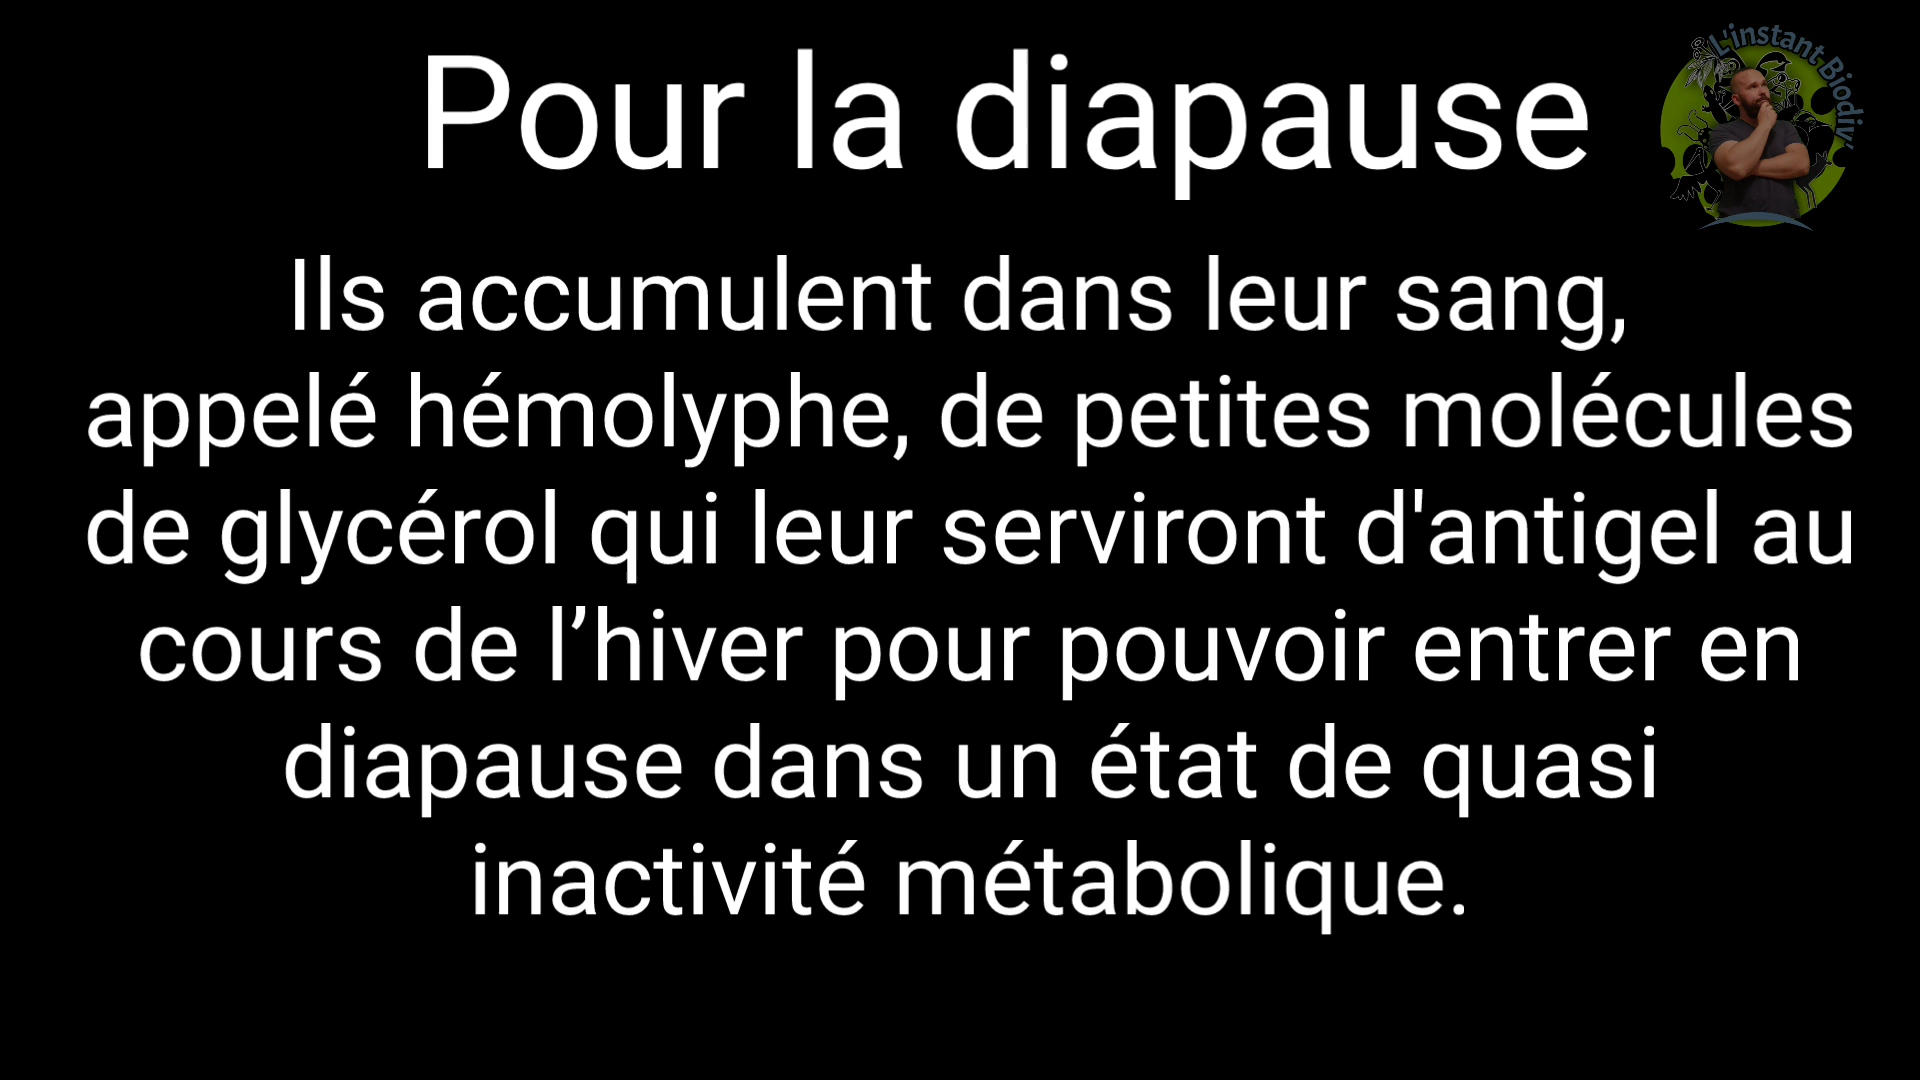 Pour la diapause
L'instant Biodiv'
Ils accumulent dans leur sang,
appelé hémolyphe, de petites molécules
de glycérol qui leur serviront d'antigel au
cours de l’hiver pour pouvoir entrer en
diapause dans un état de quasi
inactivité métabolique.